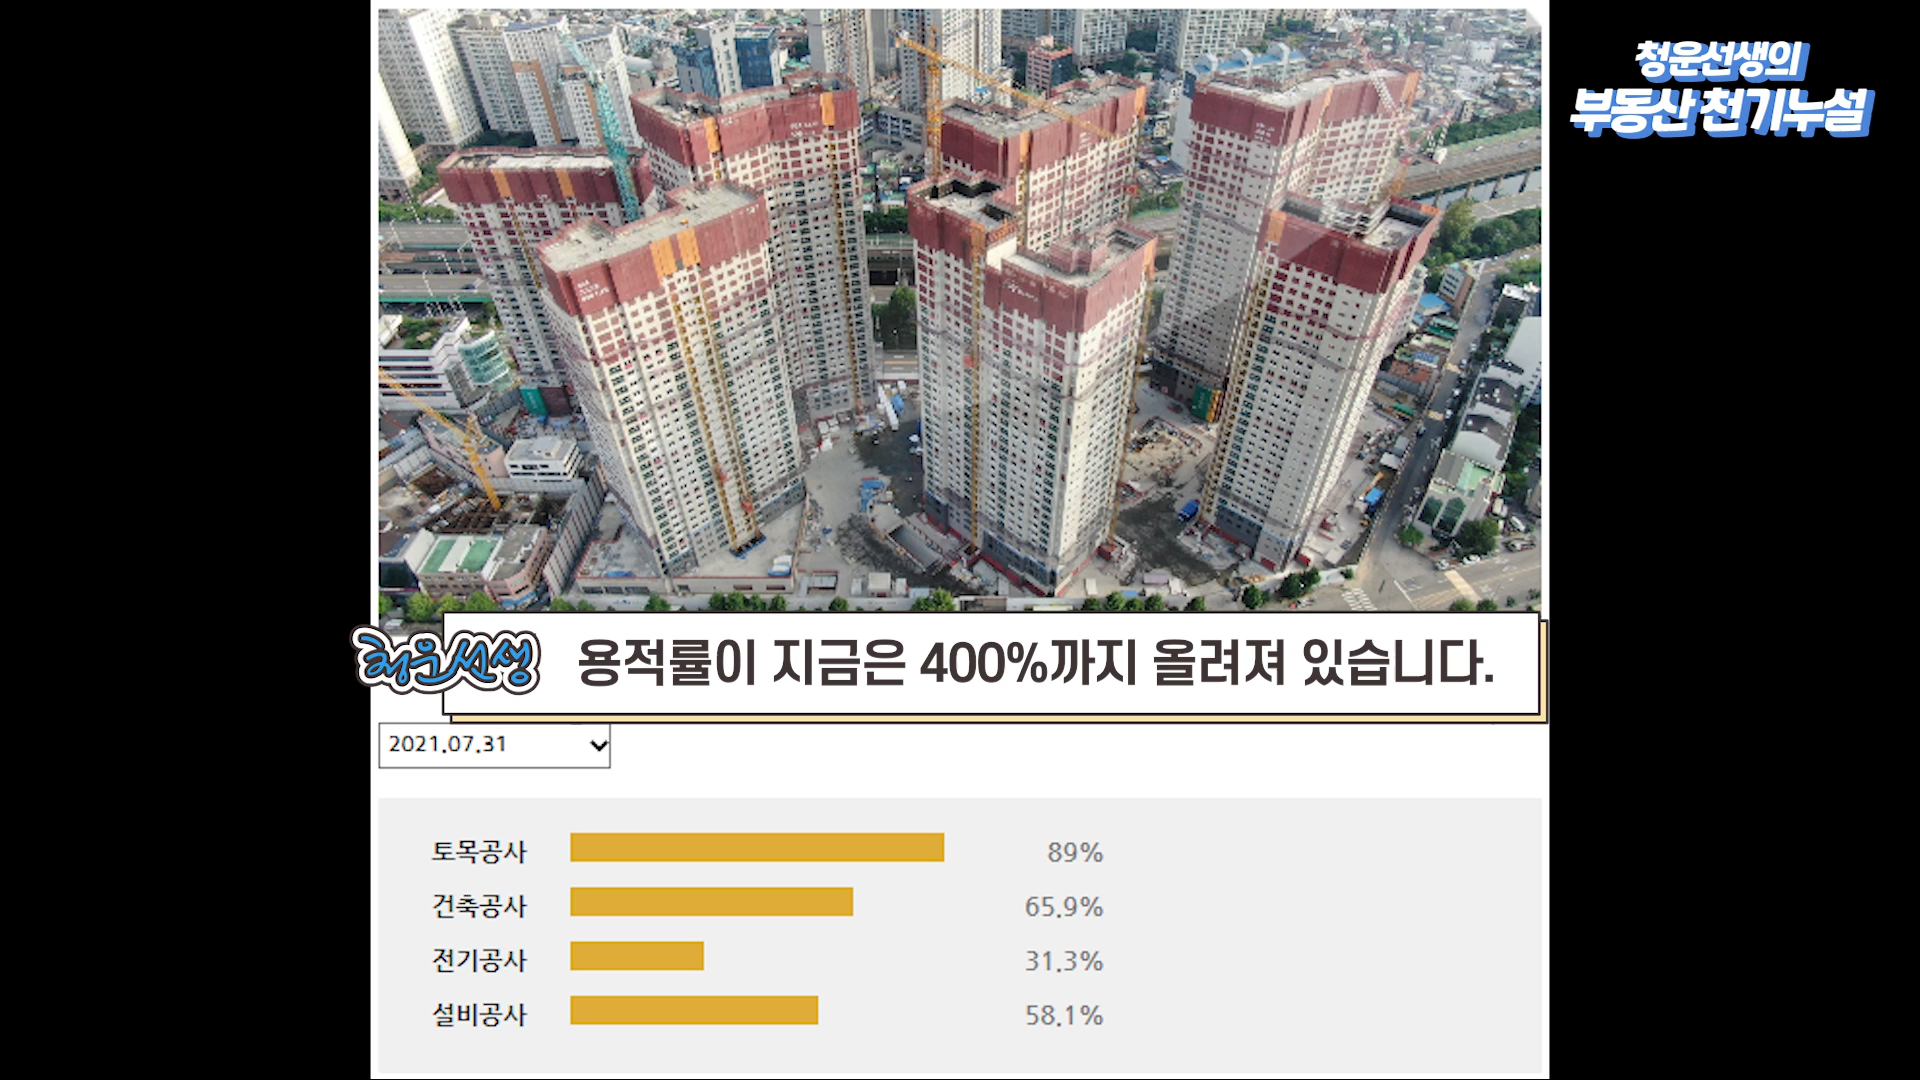 청운선생의
부동산 천기누설
청운선생 용적률이 지금은 400%까지 올려져 있습니다.
2021.07.31
토목공사 89%
건축공사 65.9%
전기공사 31.3%
설비공사 58.1%